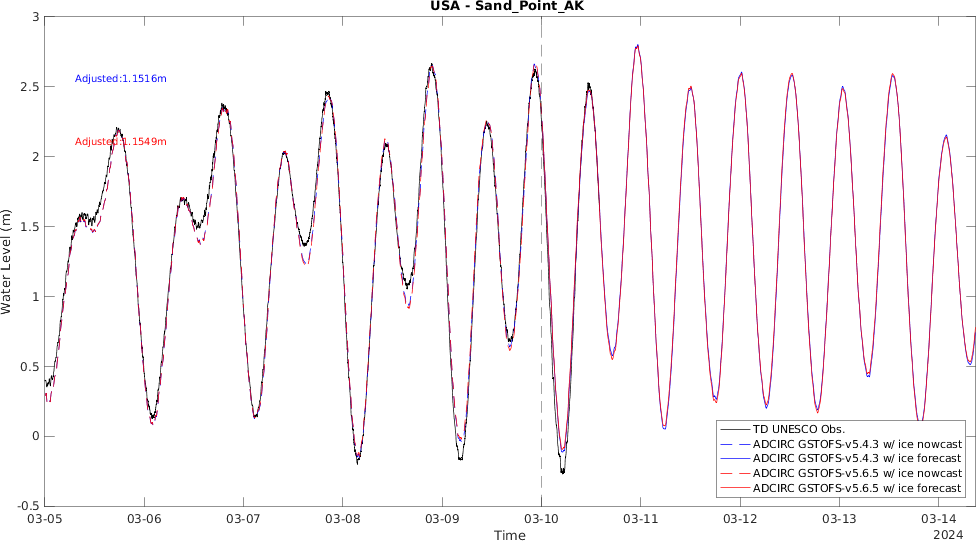 USA - Sand_Point_AK
3
2.5
2
1.5
1
0.5
0
-0.5
Water Level (m)
Adjusted:1.1516m
Adjusted:1.1549m
TD UNESCO Obs.
ADCIRC GSTOFS-v5.4.3 w/ ice nowcast
ADCIRC GSTOFS-v5.4.3 w/ ice forecast
ADCIRC GSTOFS-v5.6.5 w/ ice nowcast
ADCIRC GSTOFS-v5.6.5 w/ ice forecast
03-05 03-06 03-07 03-08 03-09 03-10 03-11 03-12 03-13 03-14
Time
2024